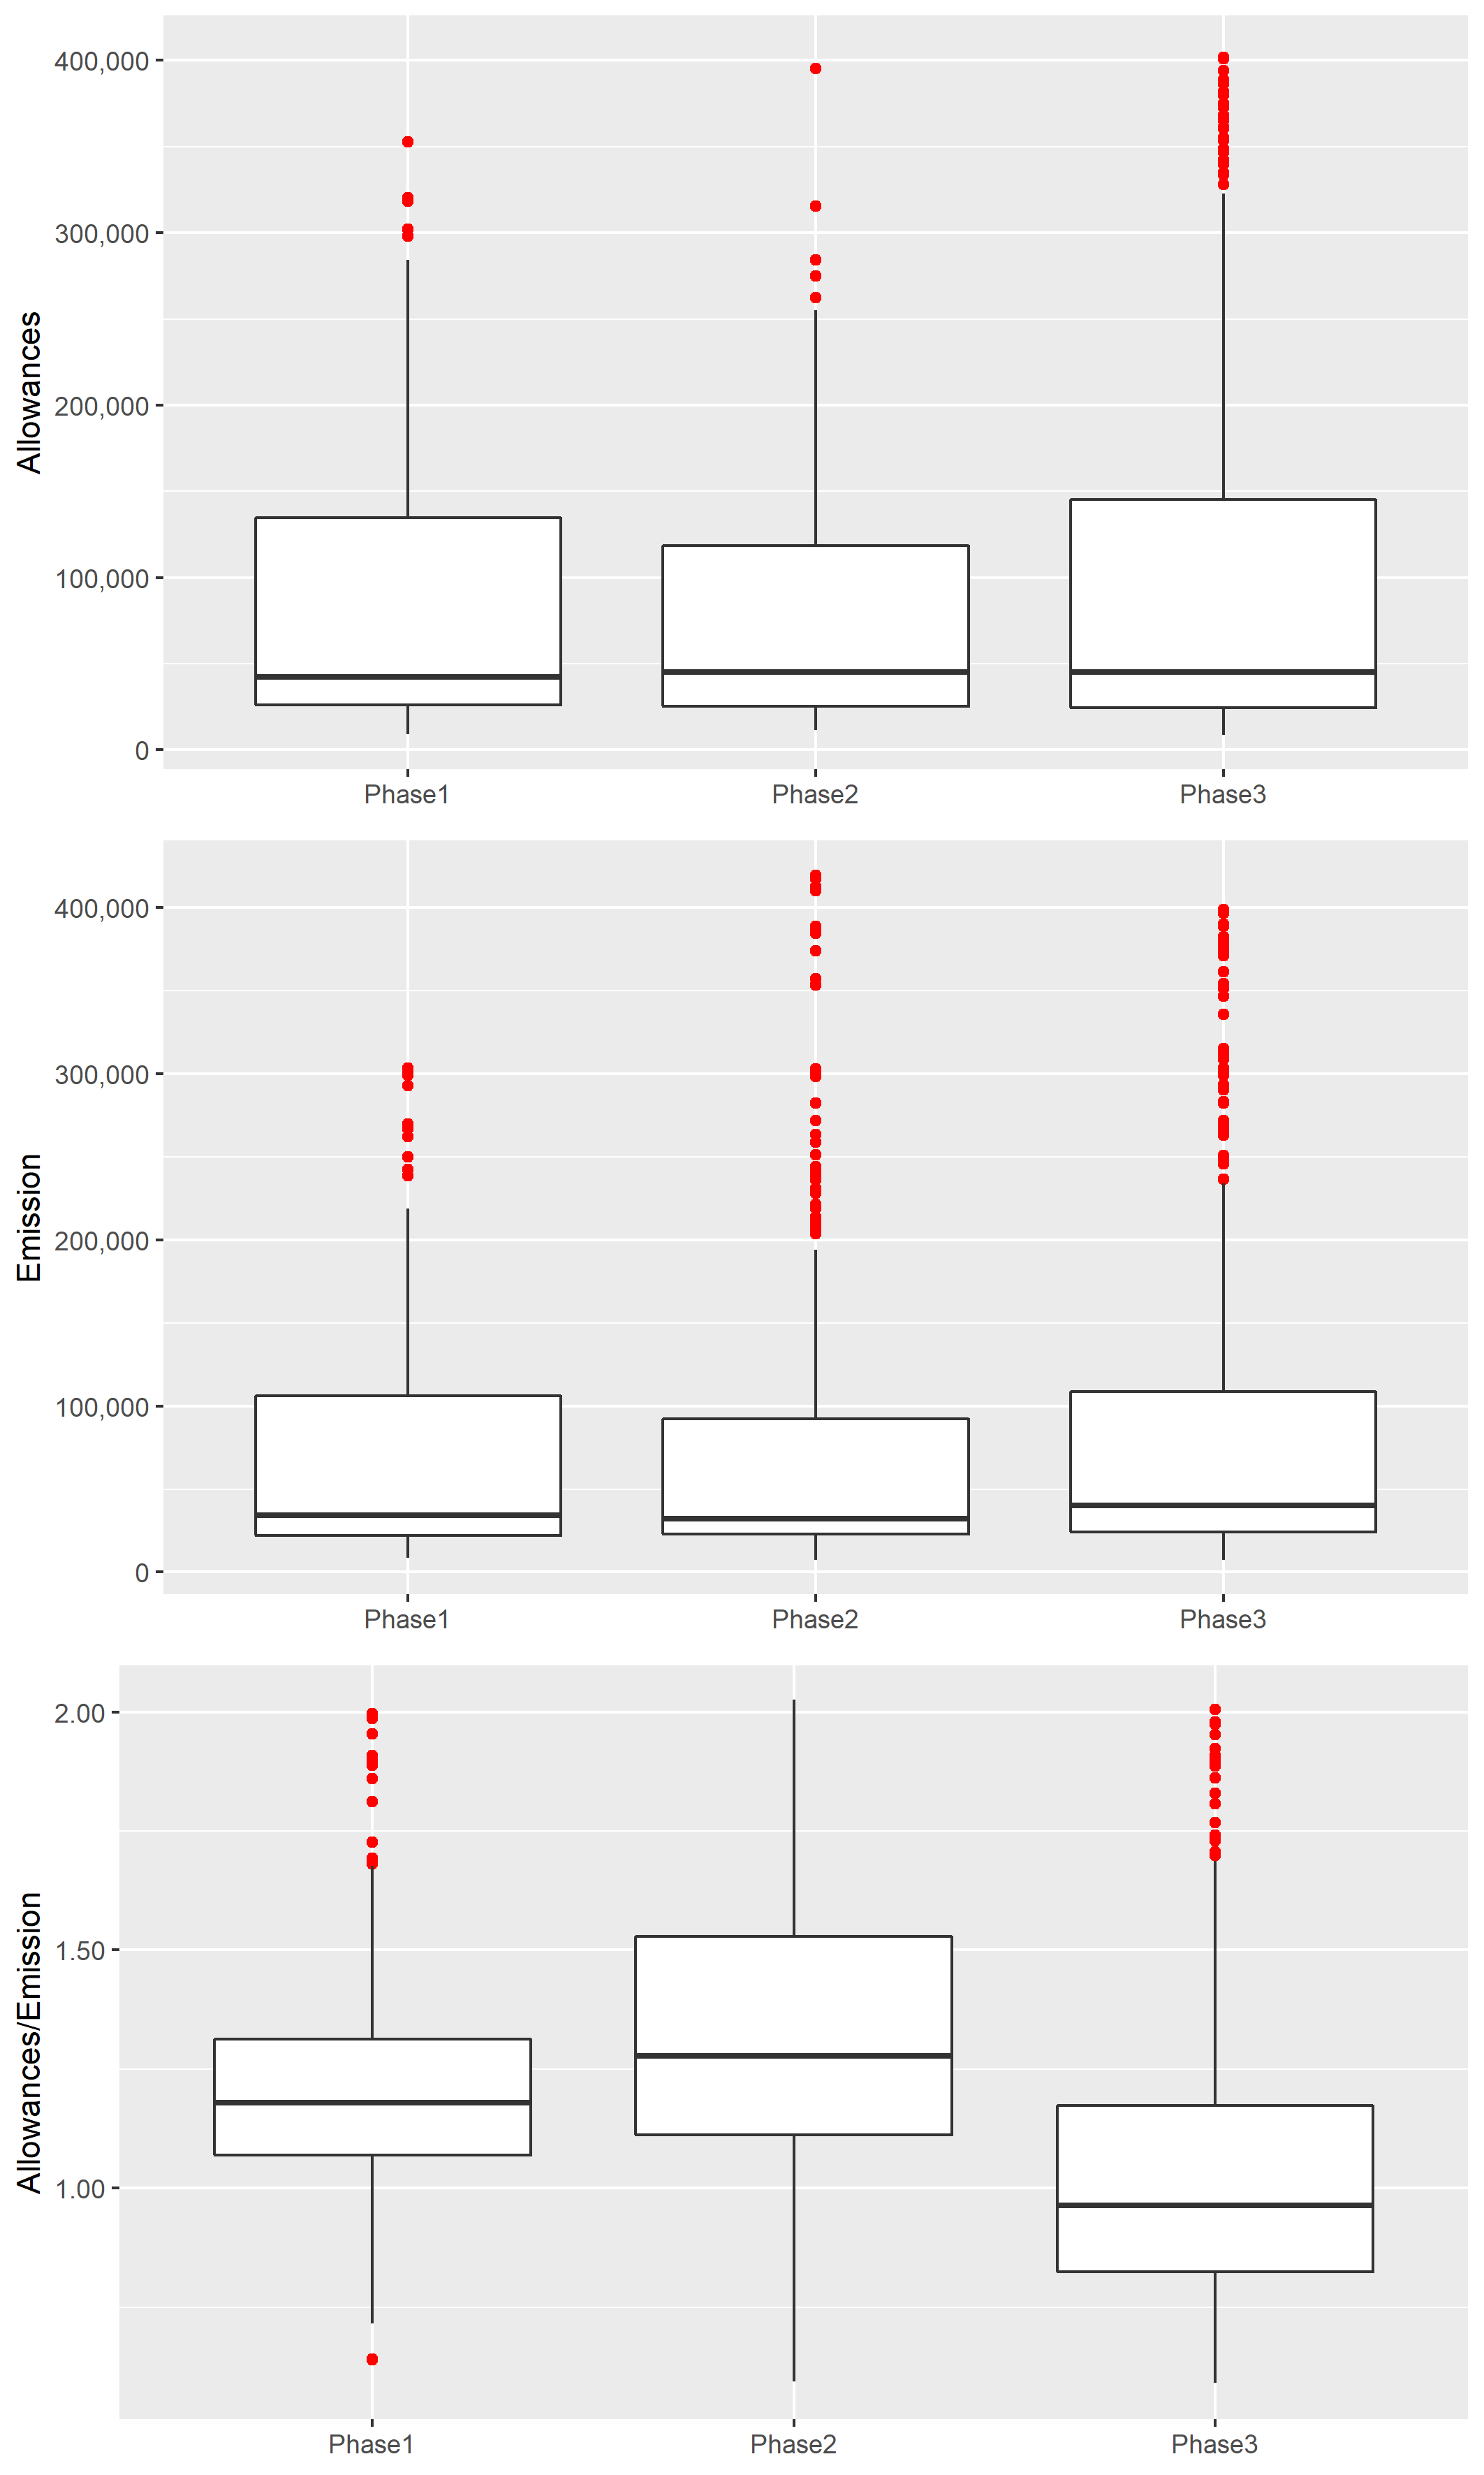 Allowances
400,000
300,000
200,000
100,000
0
Phase1 Phase2 Phase3
Emission
400,000
300,000
200,000
100,000
0
Phase1 Phase2 Phase3
Allowances/Emission
2.00
1.50
1.00
Phase1 Phase2 Phase3